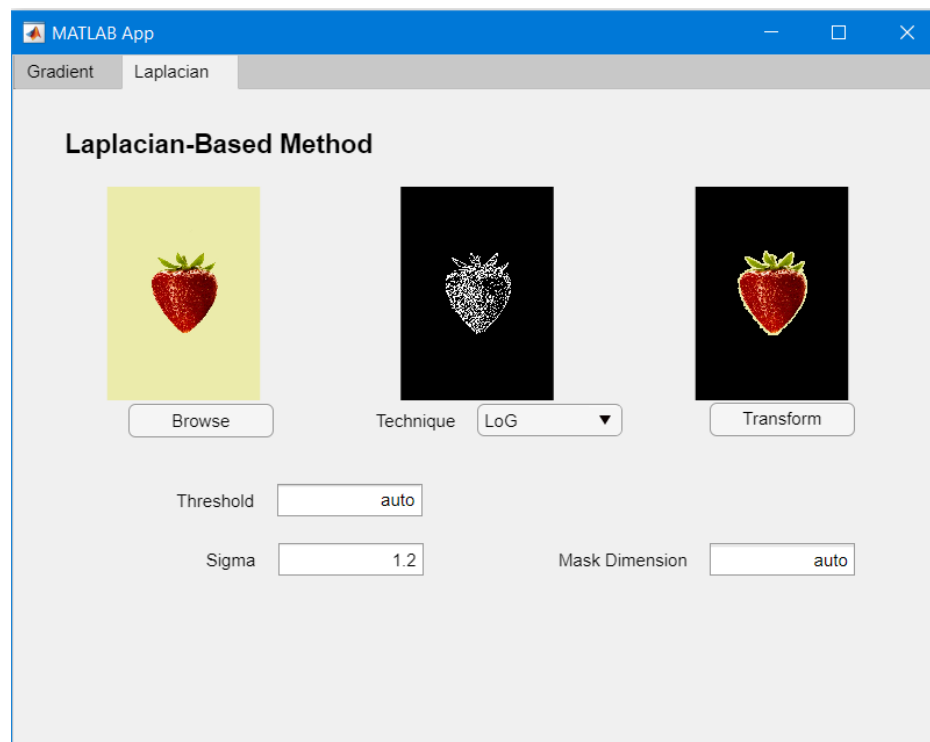 MATLAB App
Gradient Laplacian
Laplacian-Based Method
Browse Technique LoG Transform
Threshold auto
Sigma 1.2 Mask Dimension auto